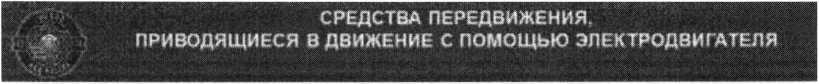 СРЕДСТВА ПЕРЕДВИЖЕНИЯ,
ПРИВОДЯЩИЕСЯ В ДВИЖЕНИЕ С ПОМОЩЬЮ ЭЛЕКТРОДВИГАТЕЛЯ